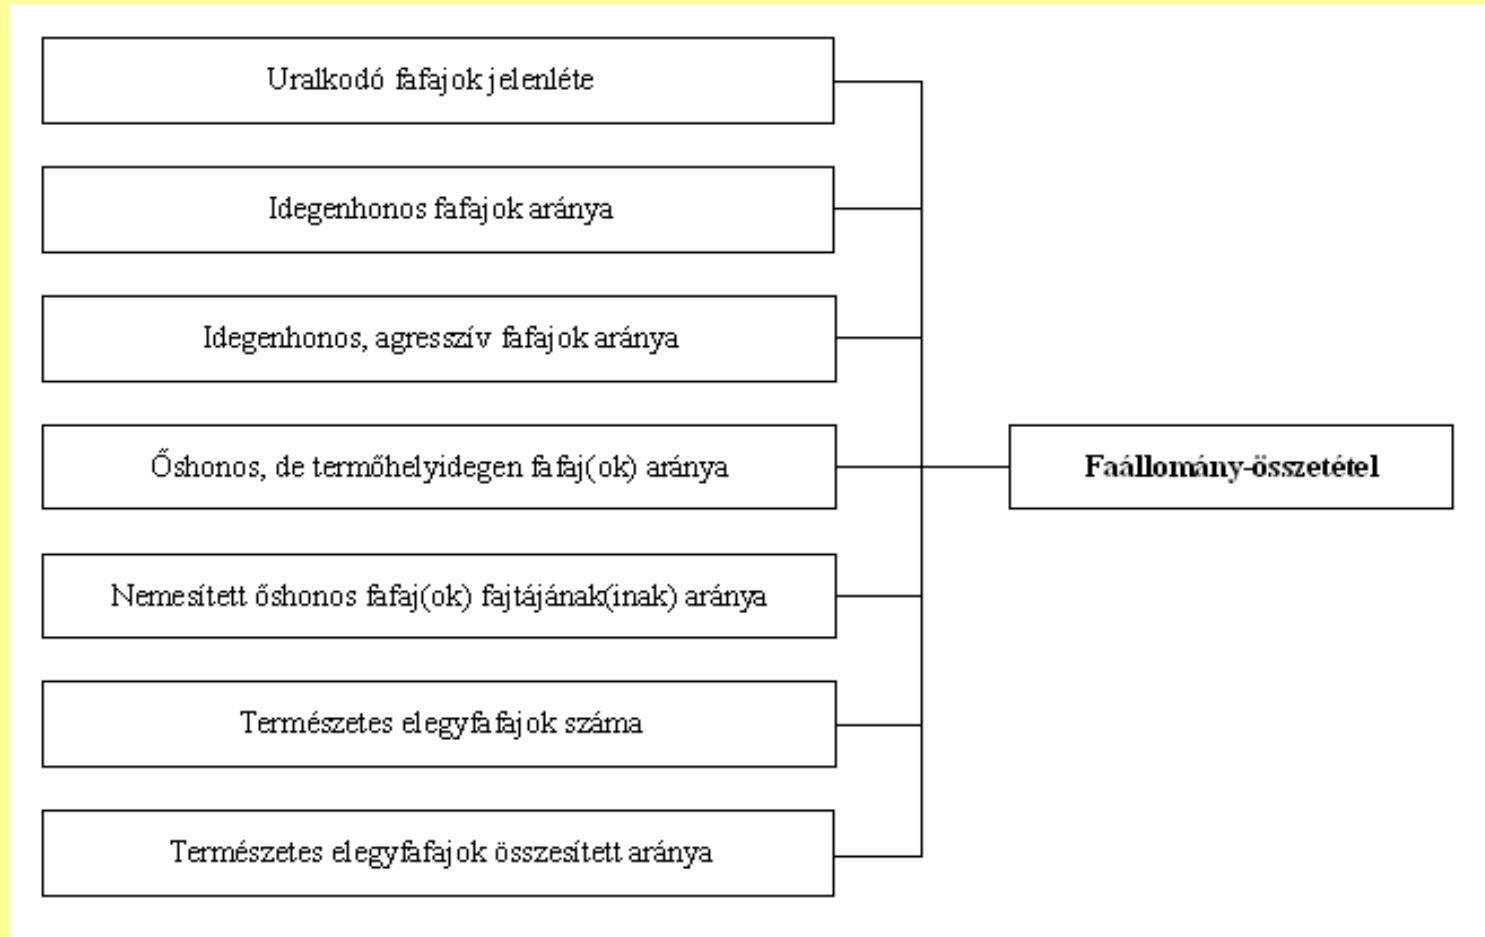 Uralkodó fafajok jelenléte
Idegenhonos fafajok aránya
Idegenhonos, agresszív fafajok aránya
Őshonos, de termőhelyidegen fafaj(ok) aránya
Nemesített őshonos fafaj(ok) fajtájának(inak) aránya
Természetes elegyfafajok száma
Természetes elegyfafajok összesített aránya
Faállomány-összetétel